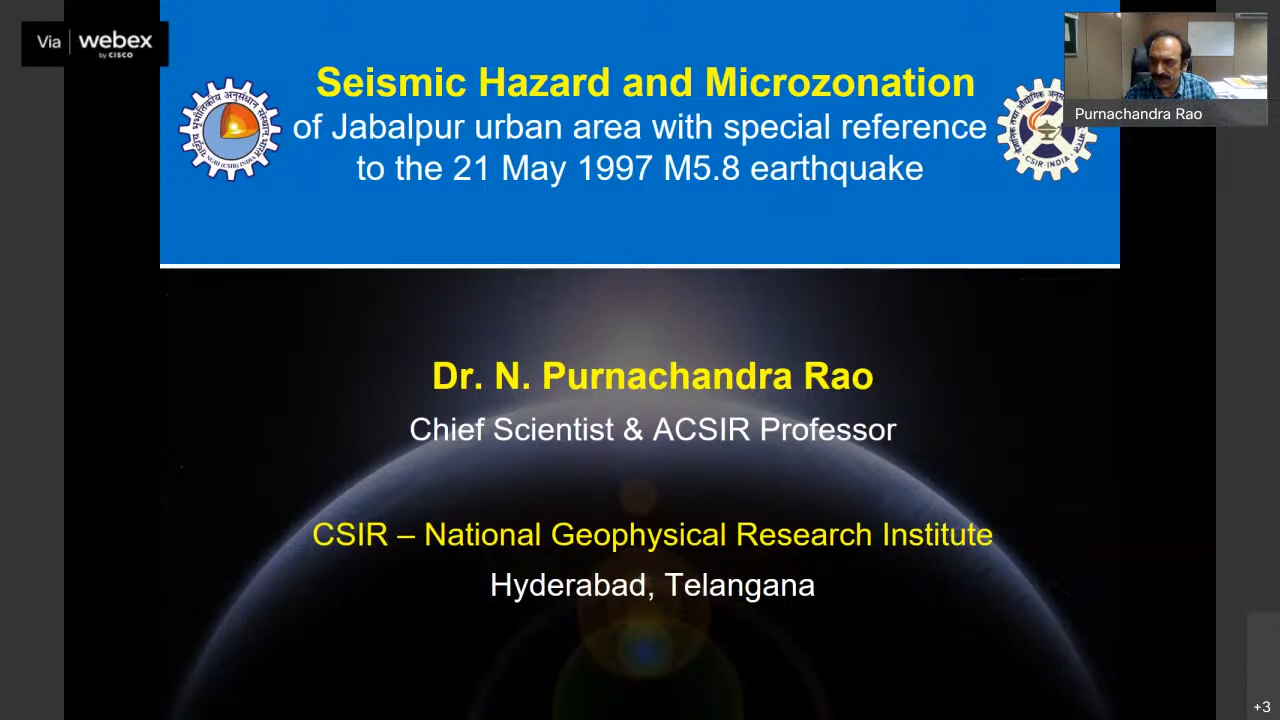 Via webex
by CISCO
Seismic Hazard and Microzonation
of Jabalpur urban area with special reference
to the 21 May 1997 M5.8 earthquake
Purnachandra Rao
CSIR-INDIA
Dr. N. Purnachandra Rao
Chief Scientist & ACSIR Professor
CSIR – National Geophysical Research Institute
Hyderabad, Telangana
+3